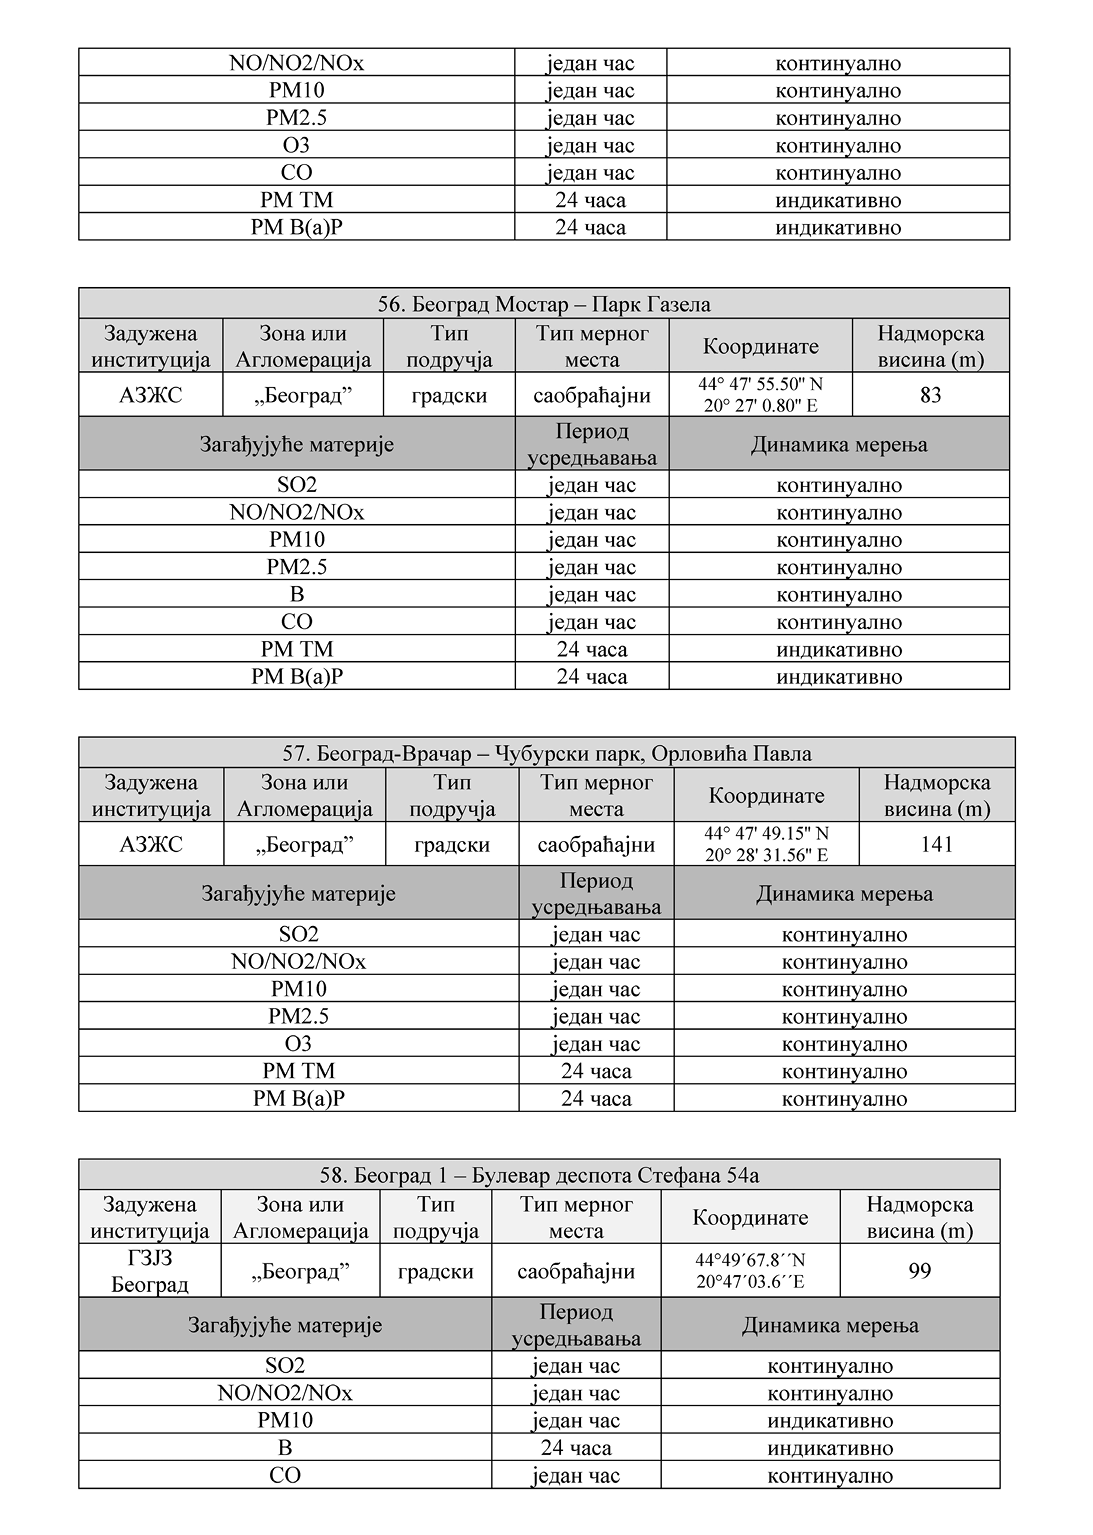 NO/NO2/NOx један час континуално
PM10 један час континуално
PM2.5 један час континуално
O3 један час континуално
CO један час континуално
PM TM 24 часа индикативно
PM B(a)P 24 часа индикативно
56. Београд Мостар – Парк Газела
Задужена институција Зона или Агломерација Тип подручја Тип мерног места Координате Надморска висина (m)
АЗЖС „Београд” градски саобраћајни 44° 47' 55.50" N 20° 27' 0.80" E 83
Загађујуће материје Период усредњавања Динамика мерења
SO2 један час континуално
NO/NO2/NOx један час континуално
PM10 један час континуално
PM2.5 један час континуално
B један час континуално
CO један час континуално
PM TM 24 часа индикативно
PM B(a)P 24 часа индикативно
57. Београд-Врачар – Чубурски парк, Орловића Павла
Задужена институција Зона или Агломерација Тип подручја Тип мерног места Координате Надморска висина (m)
АЗЖС „Београд” градски саобраћајни 44° 47' 49.15" N 20° 28' 31.56" E 141
Загађујуће материје Период усредњавања Динамика мерења
SO2 један час континуално
NO/NO2/NOx један час континуално
PM10 један час континуално
PM2.5 један час континуално
O3 један час континуално
PM TM 24 часа континуално
PM B(a)P 24 часа континуално
58. Београд 1 – Булевар деспота Стефана 54а
Задужена институција Зона или Агломерација Тип подручја Тип мерног места Координате Надморска висина (m)
ГЗЈЗ Београд „Београд” градски саобраћајни 44°49´67.8´´N 20°47´03.6´´E 99
Загађујуће материје Период усредњавања Динамика мерења
SO2 један час континуално
NO/NO2/NOx један час континуално
PM10 један час индикативно
B 24 часа индикативно
CO један час континуално